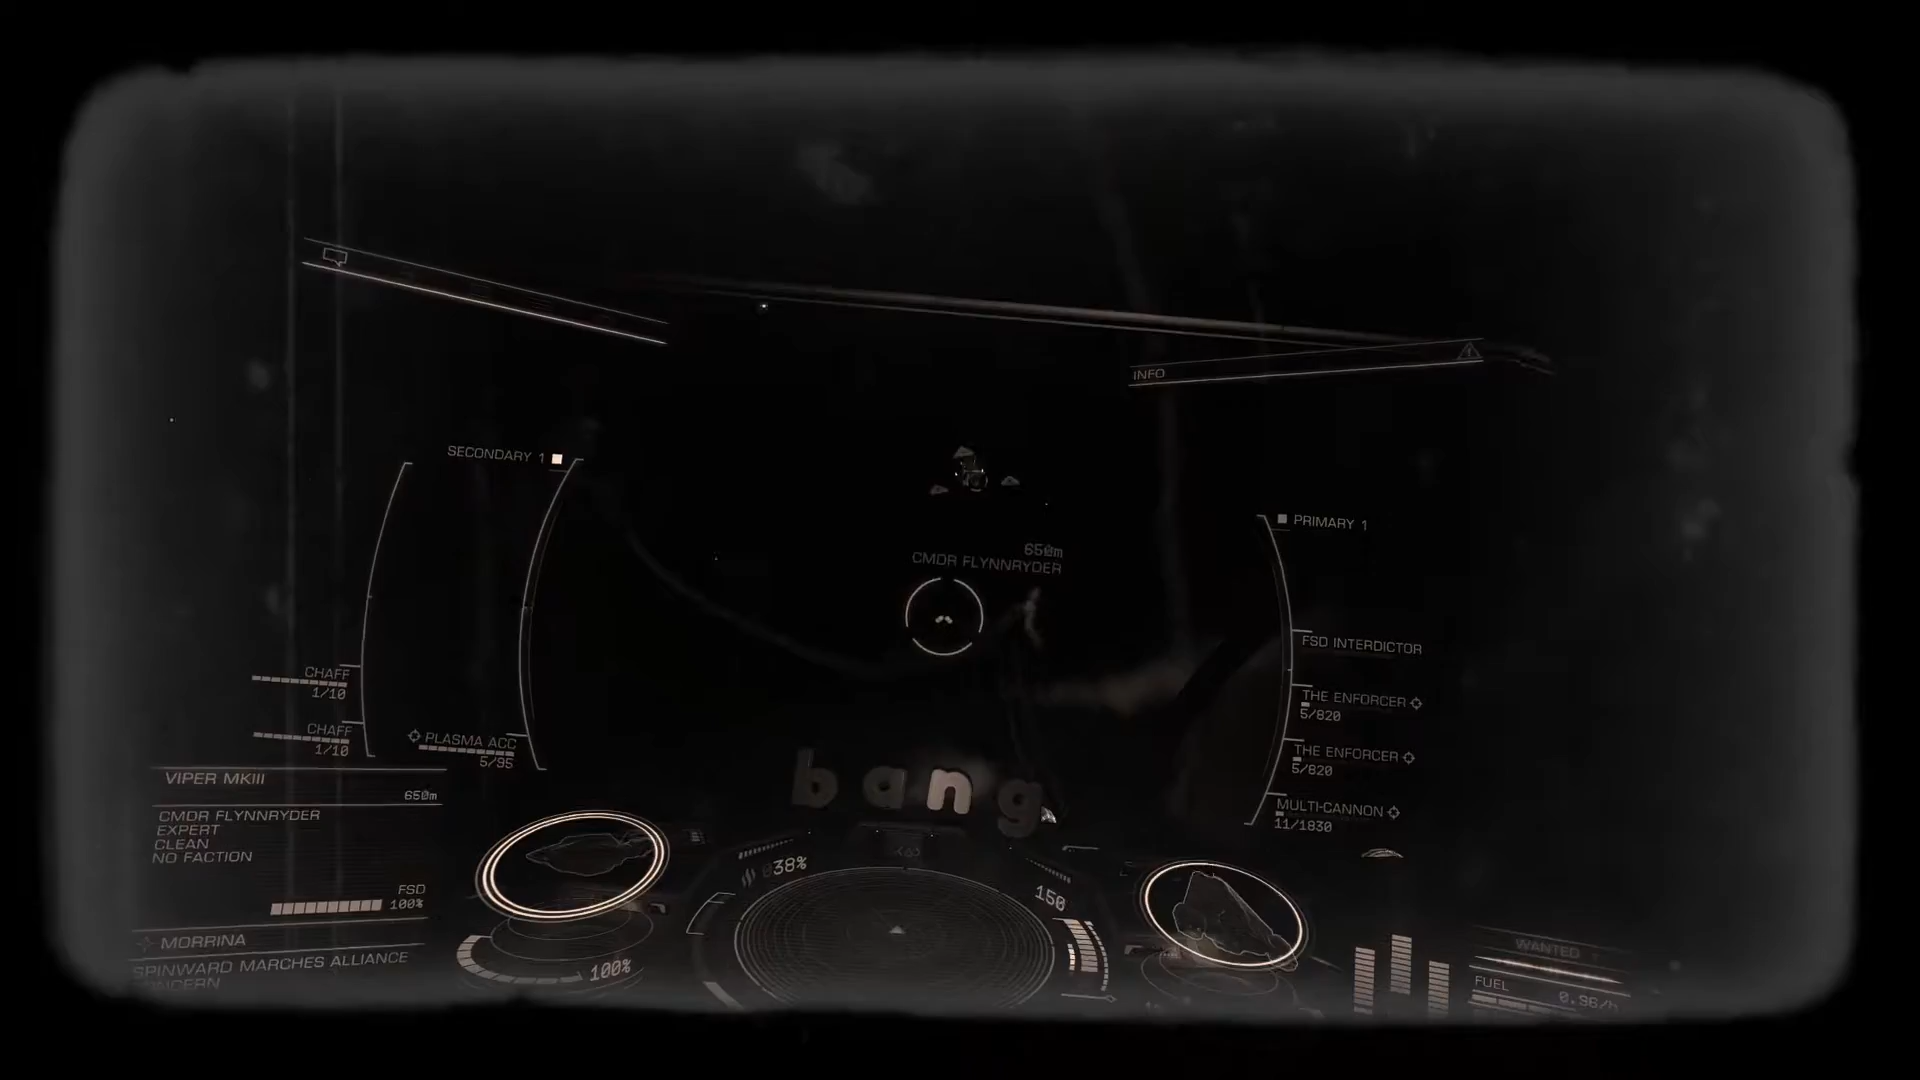 INFO
SECONDARY 1
PRIMARY 1
650m
CMDR FLYNNRYDER
FSD INTERDICTOR
CHAFF
1/10
THE ENFORCER
5/820
CHAFF
1/10
PLASMA ACC
5/95
THE ENFORCER
5/820
MULTI-CANNON
11/1830
bang
VIPER MKIII
650m
CMDR FLYNNRYDER
EXPERT
CLEAN
NO FACTION
FSD
100%
38%
150
MORRINA
SPINWARD MARCHES ALLIANCE
100%
WANTED
FUEL
0.96/h